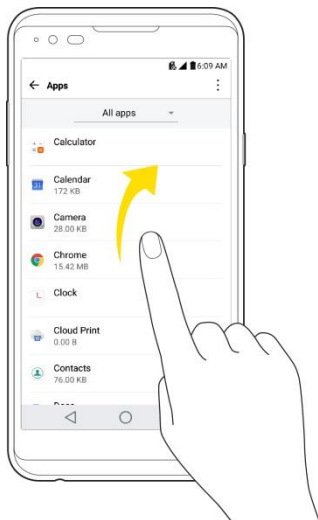 6:09 AM
Apps
All apps
Calculator
Calendar
172 KB
Camera
28.00 KB
Chrome
15.42 MB
Clock
Cloud Print
0.00 B
Contacts
76.00 KB